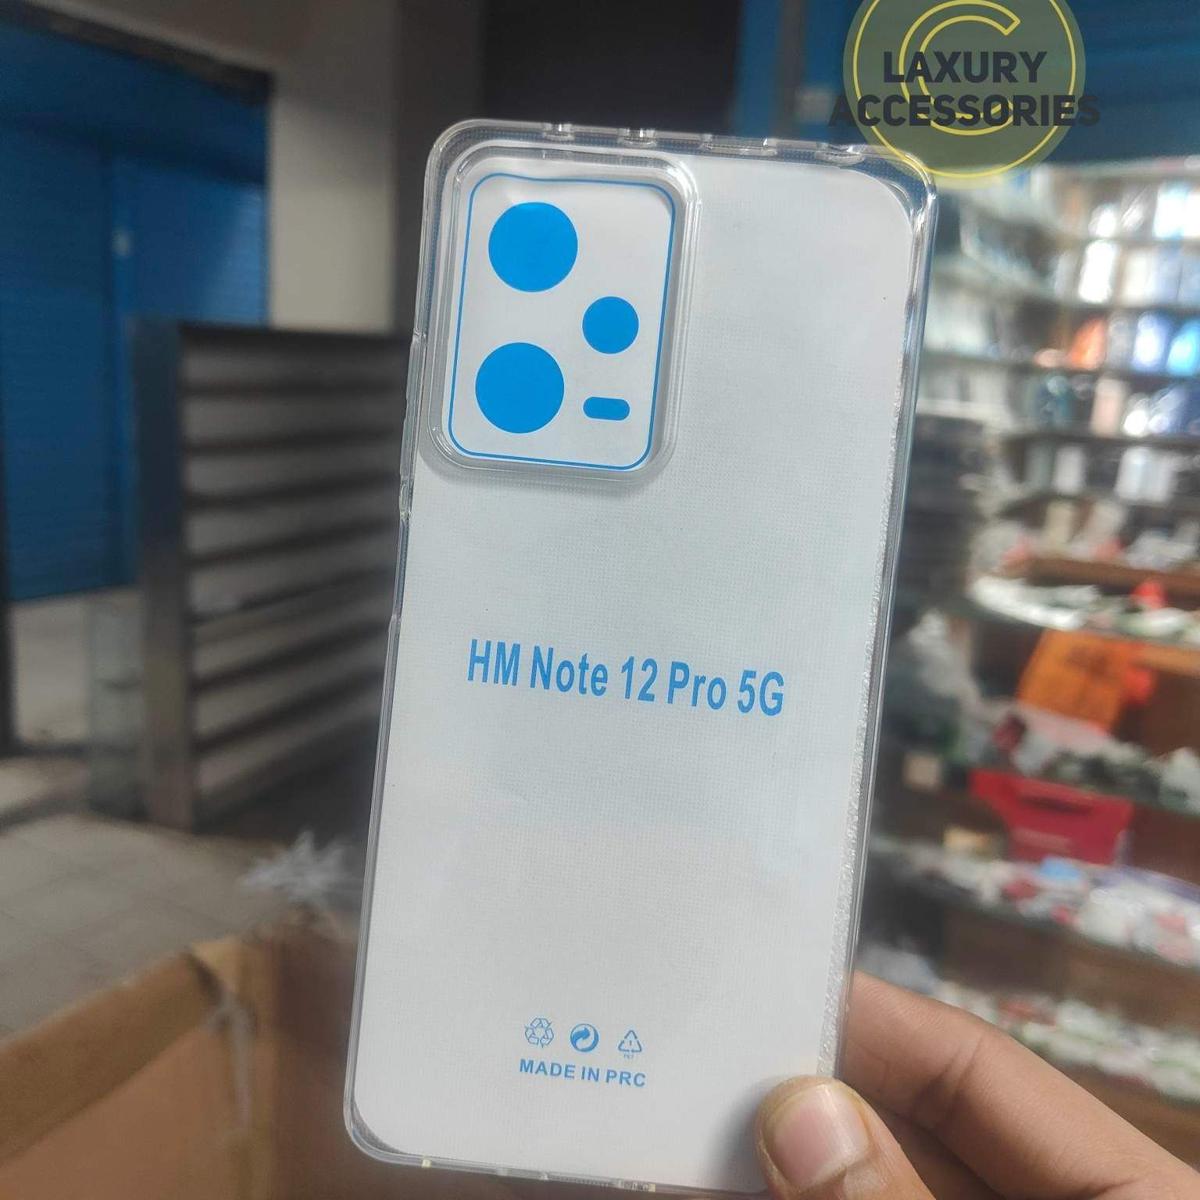 LAXURY
ACCESSORIES
HM Note 12 Pro 5G
MADE IN PRC